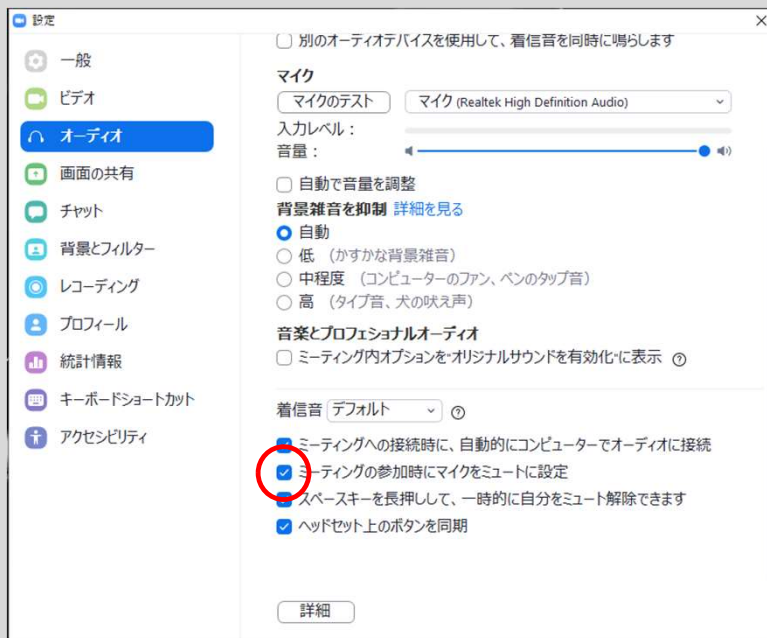 設定
別のオーディオデバイスを使用して、着信音を同時に鳴らします
一般
ビデオ
オーディオ
画面の共有
チャット
背景とフィルター
レコーディング
プロフィール
統計情報
キーボードショートカット
アクセシビリティ
マイク
マイクのテスト マイク (Realtek High Definition Audio)
入力レベル：
音量：
自動で音量を調整
背景雑音を抑制 詳細を見る
自動
低 （かすかな背景雑音）
中程度 （コンピューターのファン、ペンのタップ音）
高 （タイプ音、犬の吠え声）
音楽とプロフェショナルオーディオ
ミーティング内オプションを"オリジナルサウンドを有効化"に表示 ?
着信音 デフォルト ?
ミーティングへの接続時に、自動的にコンピューターでオーディオに接続
ミーティングの参加時にマイクをミュートに設定
スペースキーを長押しして、一時的に自分をミュート解除できます
ヘッドセット上のボタンを同期
詳細